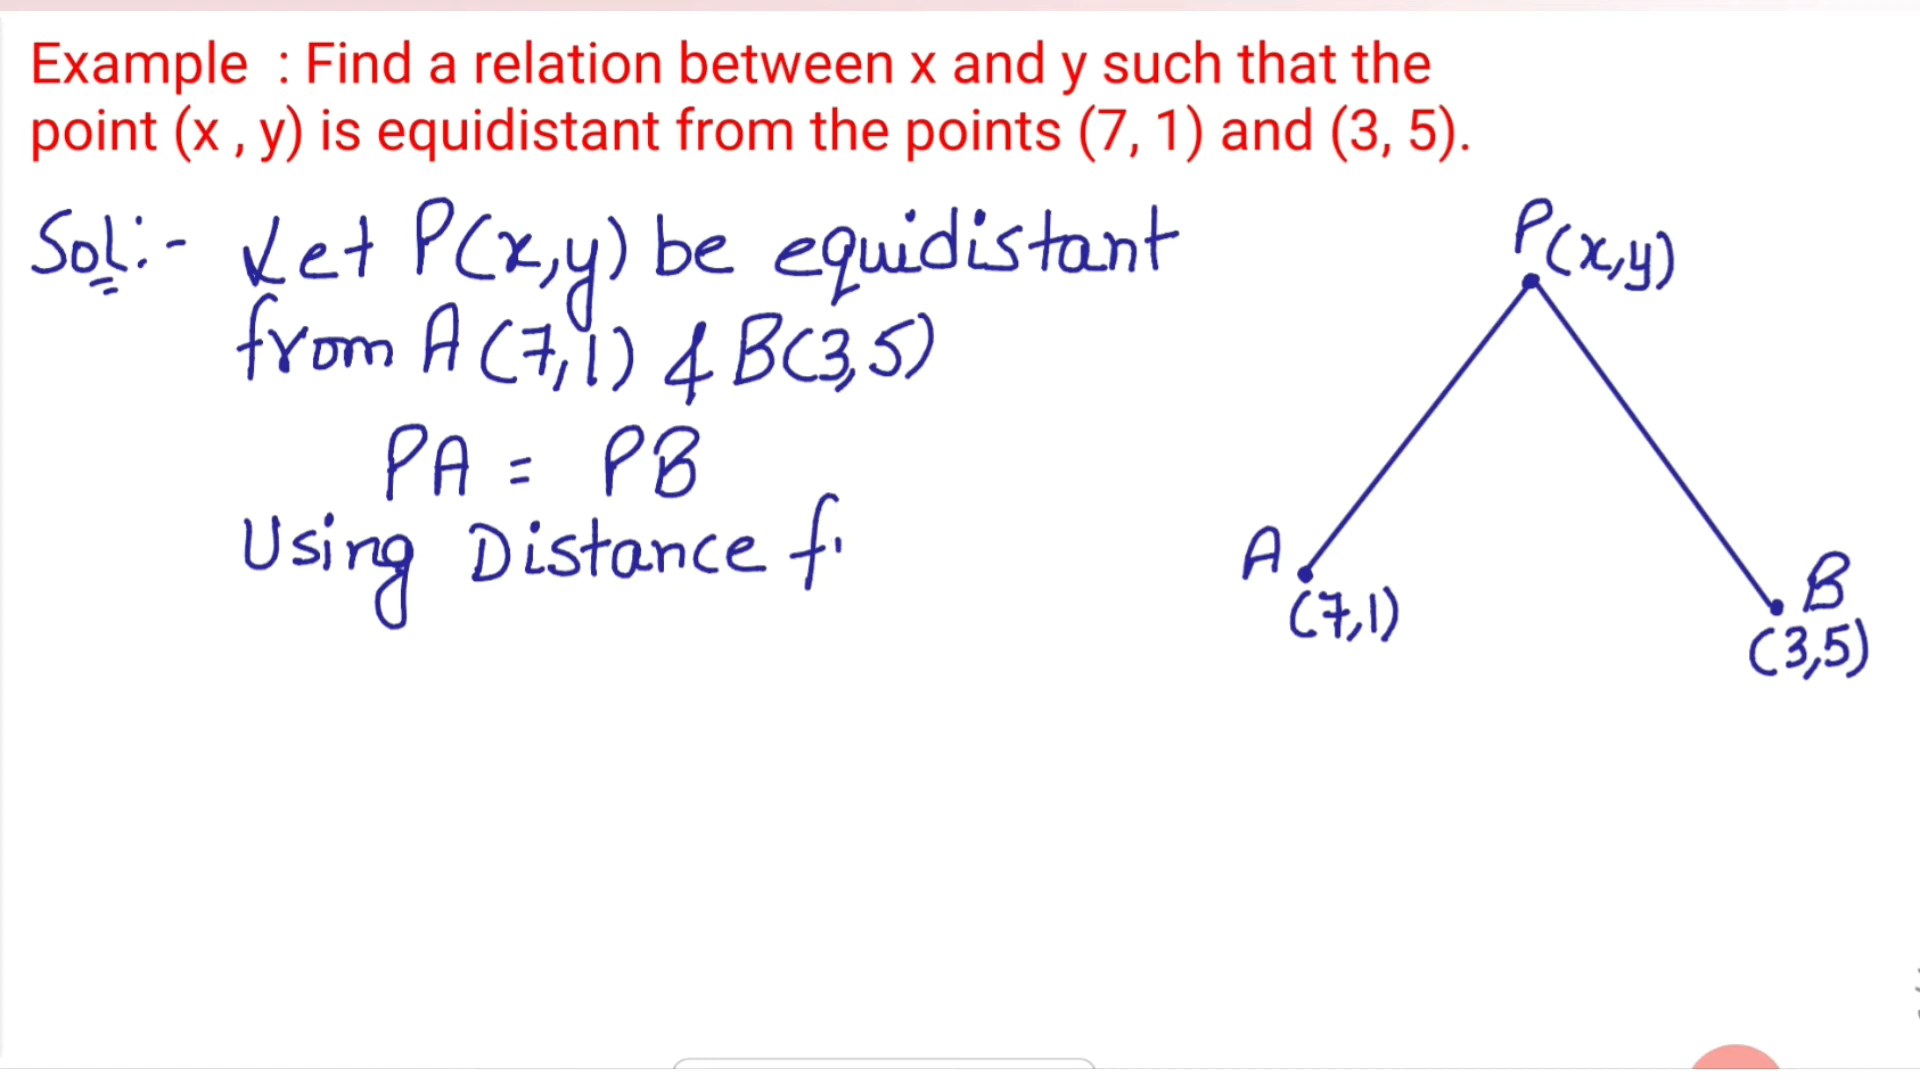 Example : Find a relation between x and y such that the
point (x , y) is equidistant from the points (7, 1) and (3, 5).
Sol:- Let P(x,y) be equidistant
from A(7,1) & B(3,5)
PA = PB
Using Distance f
P(x,y)
A
(7,1)
B
(3,5)